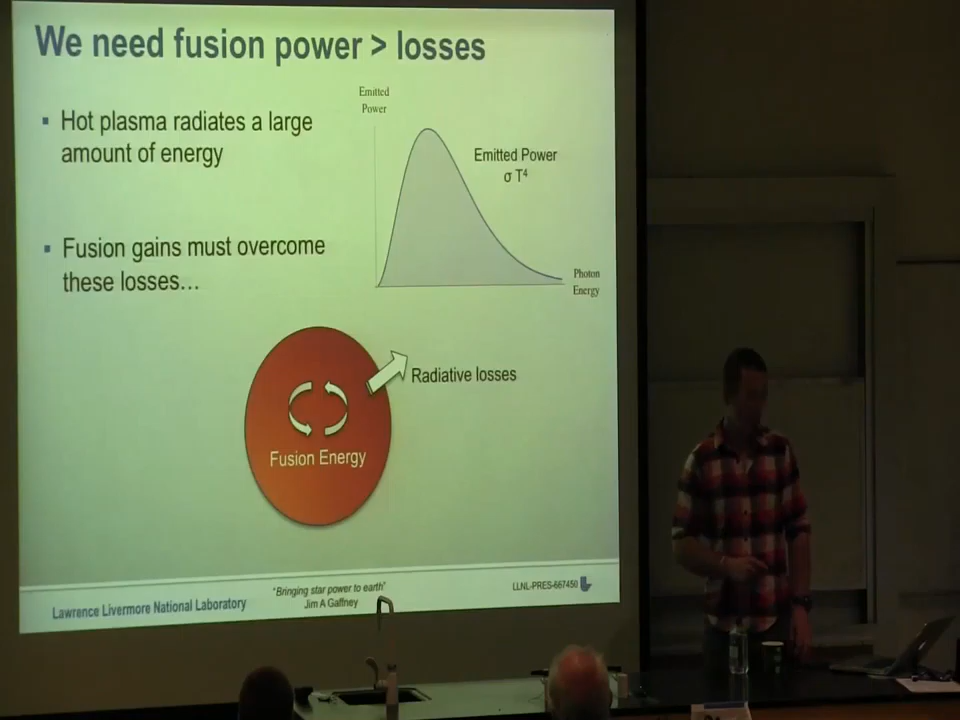 We need fusion power > losses
▪ Hot plasma radiates a large
amount of energy
▪ Fusion gains must overcome
these losses…
Emitted
Power
Emitted Power
σ T⁴
Photon
Energy
Radiative losses
Fusion Energy
Lawrence Livermore National Laboratory
"Bringing star power to earth"
Jim A Gaffney
LLNL-PRES-667450